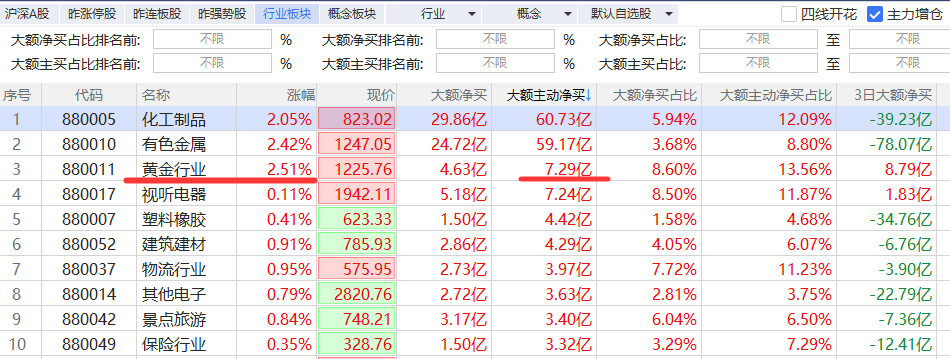 沪深A股 昨涨停股 昨连板股 昨强势股 行业板块 概念板块 行业 概念 默认自选股 四线开花 主力增仓
大额净买占比排名前: 不限 % 大额净买排名前: 不限 % 大额净买占比: 不限 至 不限
大额主买占比排名前: 不限 % 大额主买排名前: 不限 % 大额主买占比: 不限 至 不限
序号 代码 名称 涨幅 现价 大额净买 大额主动净买↓ 大额净买占比 大额主动净买占比 3日大额净买
1 880005 化工制品 2.05% 823.02 29.86亿 60.73亿 5.94% 12.09% -39.23亿
2 880010 有色金属 2.42% 1247.05 24.72亿 59.17亿 3.68% 8.80% -78.07亿
3 880011 黄金行业 2.51% 1225.76 4.63亿 7.29亿 8.60% 13.56% 8.79亿
4 880017 视听电器 0.11% 1942.11 5.18亿 7.24亿 8.50% 11.87% 1.83亿
5 880007 塑料橡胶 0.41% 623.33 1.50亿 4.42亿 1.58% 4.68% -34.76亿
6 880052 建筑建材 0.91% 785.93 2.86亿 4.29亿 4.05% 6.07% -6.76亿
7 880037 物流行业 0.95% 575.95 2.73亿 3.97亿 7.72% 11.23% -3.90亿
8 880014 其他电子 0.79% 2820.76 2.72亿 3.63亿 2.81% 3.75% -22.79亿
9 880042 景点旅游 0.84% 748.21 3.17亿 3.40亿 6.04% 6.50% -7.36亿
10 880049 保险行业 0.35% 328.76 1.50亿 3.32亿 3.29% 7.29% -12.41亿